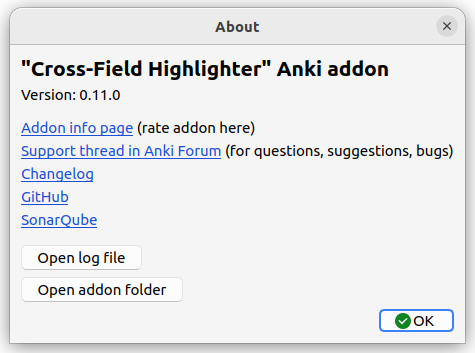 About
"Cross-Field Highlighter" Anki addon
Version: 0.11.0
Addon info page (rate addon here)
Support thread in Anki Forum (for questions, suggestions, bugs)
Changelog
GitHub
SonarQube
Open log file
Open addon folder
OK